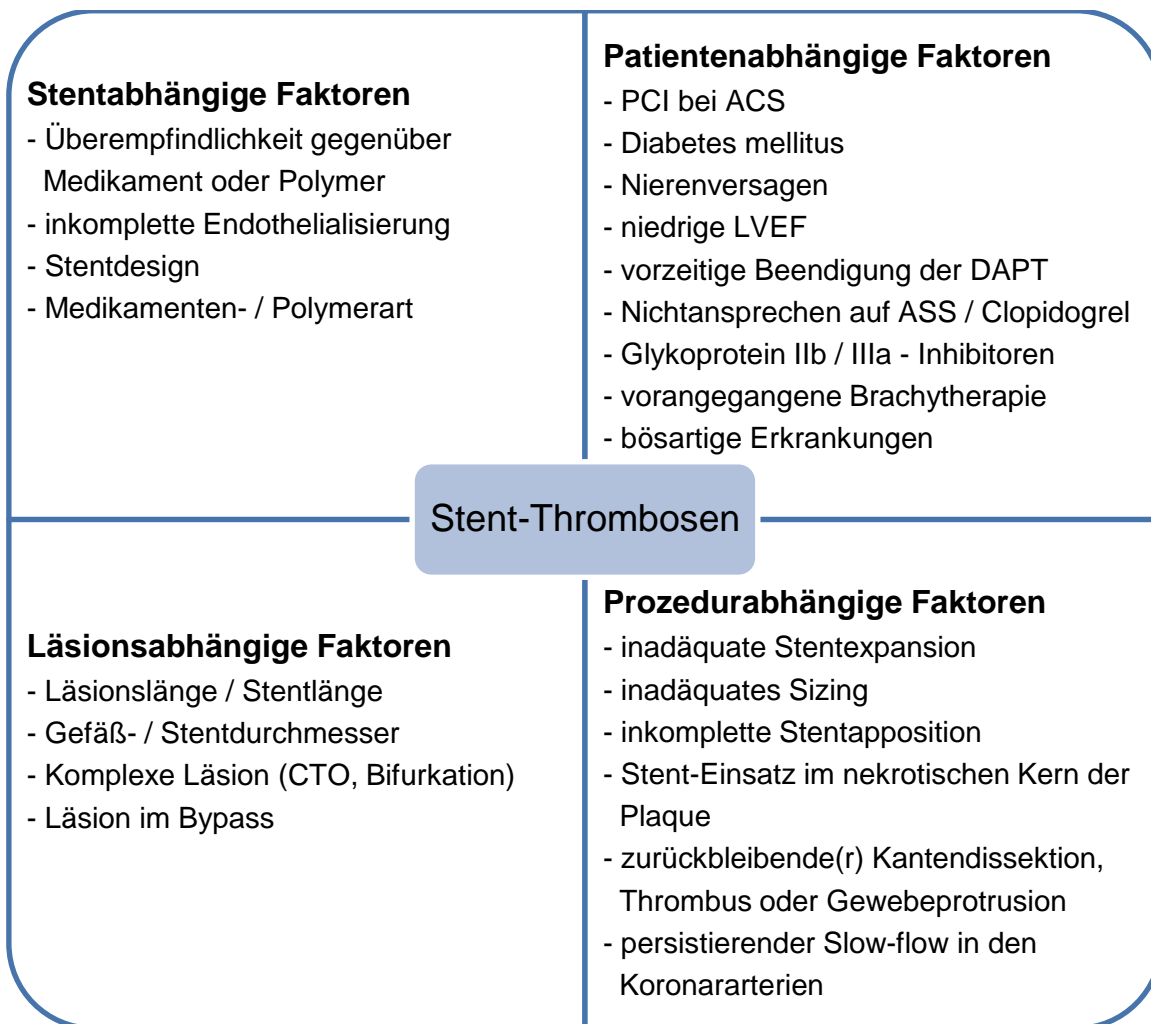 Stentabhängige Faktoren
- Überempfindlichkeit gegenüber
Medikament oder Polymer
- inkomplette Endothelialisierung
- Stentdesign
- Medikamenten- / Polymerart
Patientenabhängige Faktoren
- PCI bei ACS
- Diabetes mellitus
- Nierenversagen
- niedrige LVEF
- vorzeitige Beendigung der DAPT
- Nichtansprechen auf ASS / Clopidogrel
- Glykoprotein IIb / IIIa - Inhibitoren
- vorangegangene Brachytherapie
- bösartige Erkrankungen
Stent-Thrombosen
Läsionsabhängige Faktoren
- Läsionslänge / Stentlänge
- Gefäß- / Stentdurchmesser
- Komplexe Läsion (CTO, Bifurkation)
- Läsion im Bypass
Prozedurabhängige Faktoren
- inadäquate Stentexpansion
- inadäquates Sizing
- inkomplette Stentapposition
- Stent-Einsatz im nekrotischen Kern der
Plaque
- zurückbleibende(r) Kantendissektion,
Thrombus oder Gewebeprotrusion
- persistierender Slow-flow in den
Koronararterien